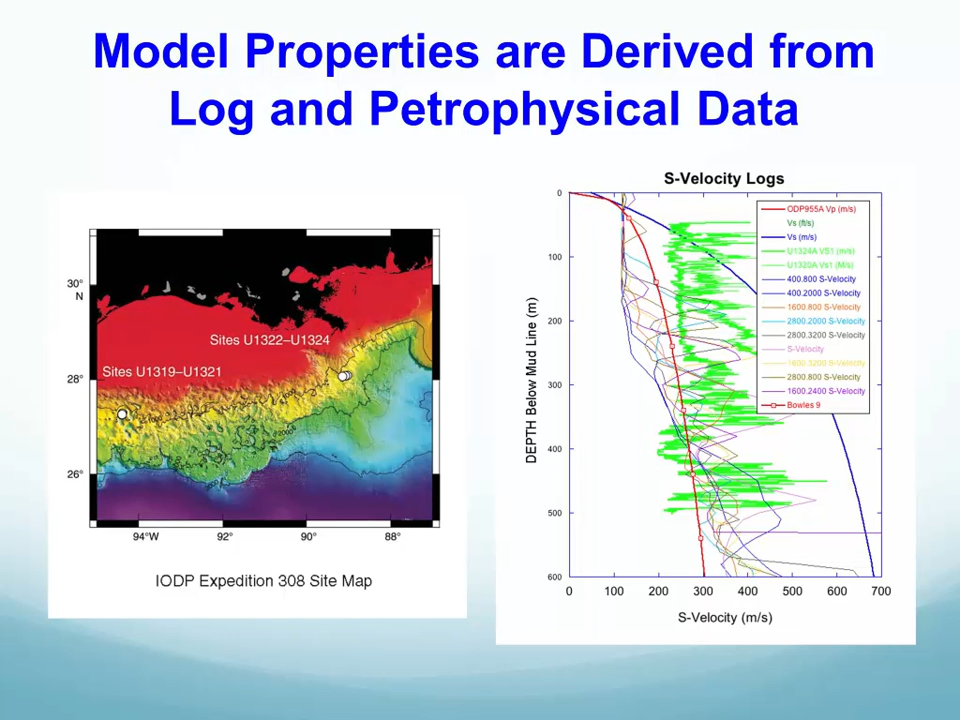 Model Properties are Derived from
Log and Petrophysical Data
30°
N
28°
26°
94°W
92°
90°
88°
Sites U1322–U1324
Sites U1319–U1321
IODP Expedition 308 Site Map
S-Velocity Logs
DEPTH Below Mud Line (m)
0
100
200
300
400
500
600
0
100
200
300
400
500
600
700
S-Velocity (m/s)
ODP955A Vp (m/s)
Vs (ft/s)
Vs (m/s)
U1324A VS1 (m/s)
U1320A Vs1 (M/s)
400.800 S-Velocity
400.2000 S-Velocity
1600.800 S-Velocity
2800.2000 S-Velocity
2800.3200 S-Velocity
S-Velocity
1600.3200 S-Velocity
2800.800 S-Velocity
1600.2400 S-Velocity
Bowles 9